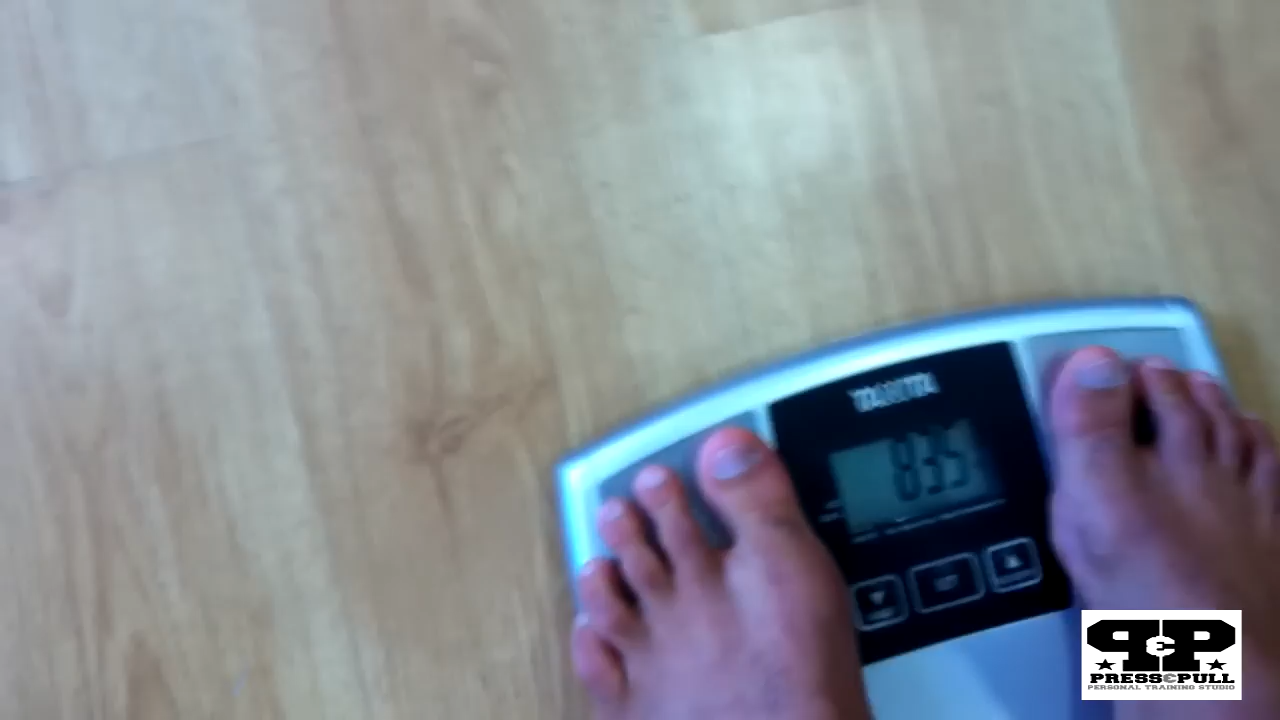 TANITA
83.5
P&P
PRESS&PULL
PERSONAL TRAINING STUDIO